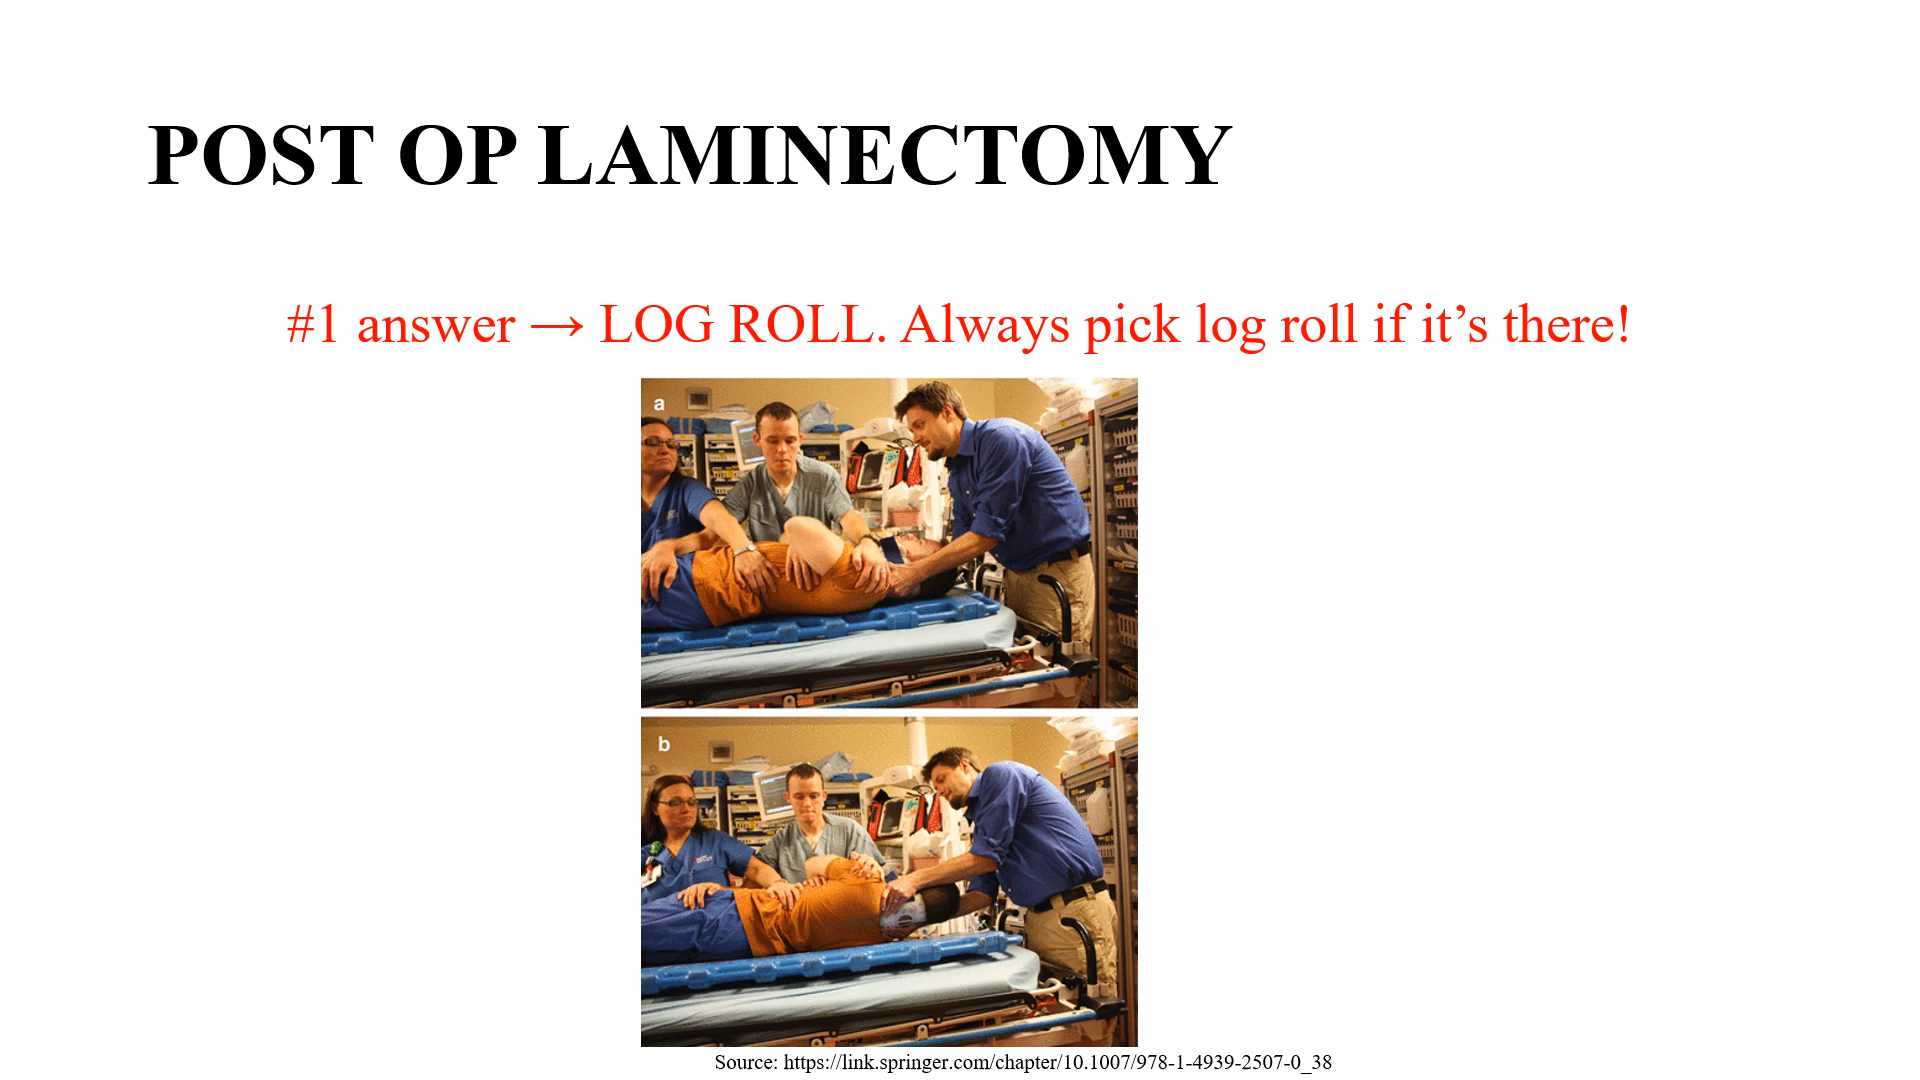 POST OP LAMINECTOMY
#1 answer → LOG ROLL. Always pick log roll if it’s there!
a
b
Source: https://link.springer.com/chapter/10.1007/978-1-4939-2507-0_38